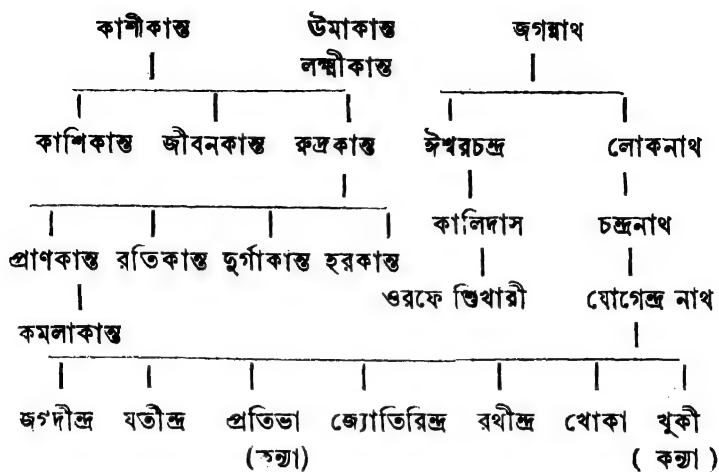 কাশীকান্ত উমাকান্ত জগন্নাথ
লক্ষ্মীকান্ত
কাশিকান্ত জীবনকান্ত রুদ্রকান্ত ঈশ্বরচন্দ্র লোকনাথ
কালিদাস চন্দ্রনাথ
প্রাণকান্ত রতিকান্ত দুর্গাকান্ত হরকান্ত
ওরফে ভিখারী যোগেন্দ্র নাথ
কমলাকান্ত
জগদীন্দ্র যতীন্দ্র প্রতিভা জ্যোতিরিন্দ্র রথীন্দ্র খোকা খুকী
(কন্যা) ( কন্যা )